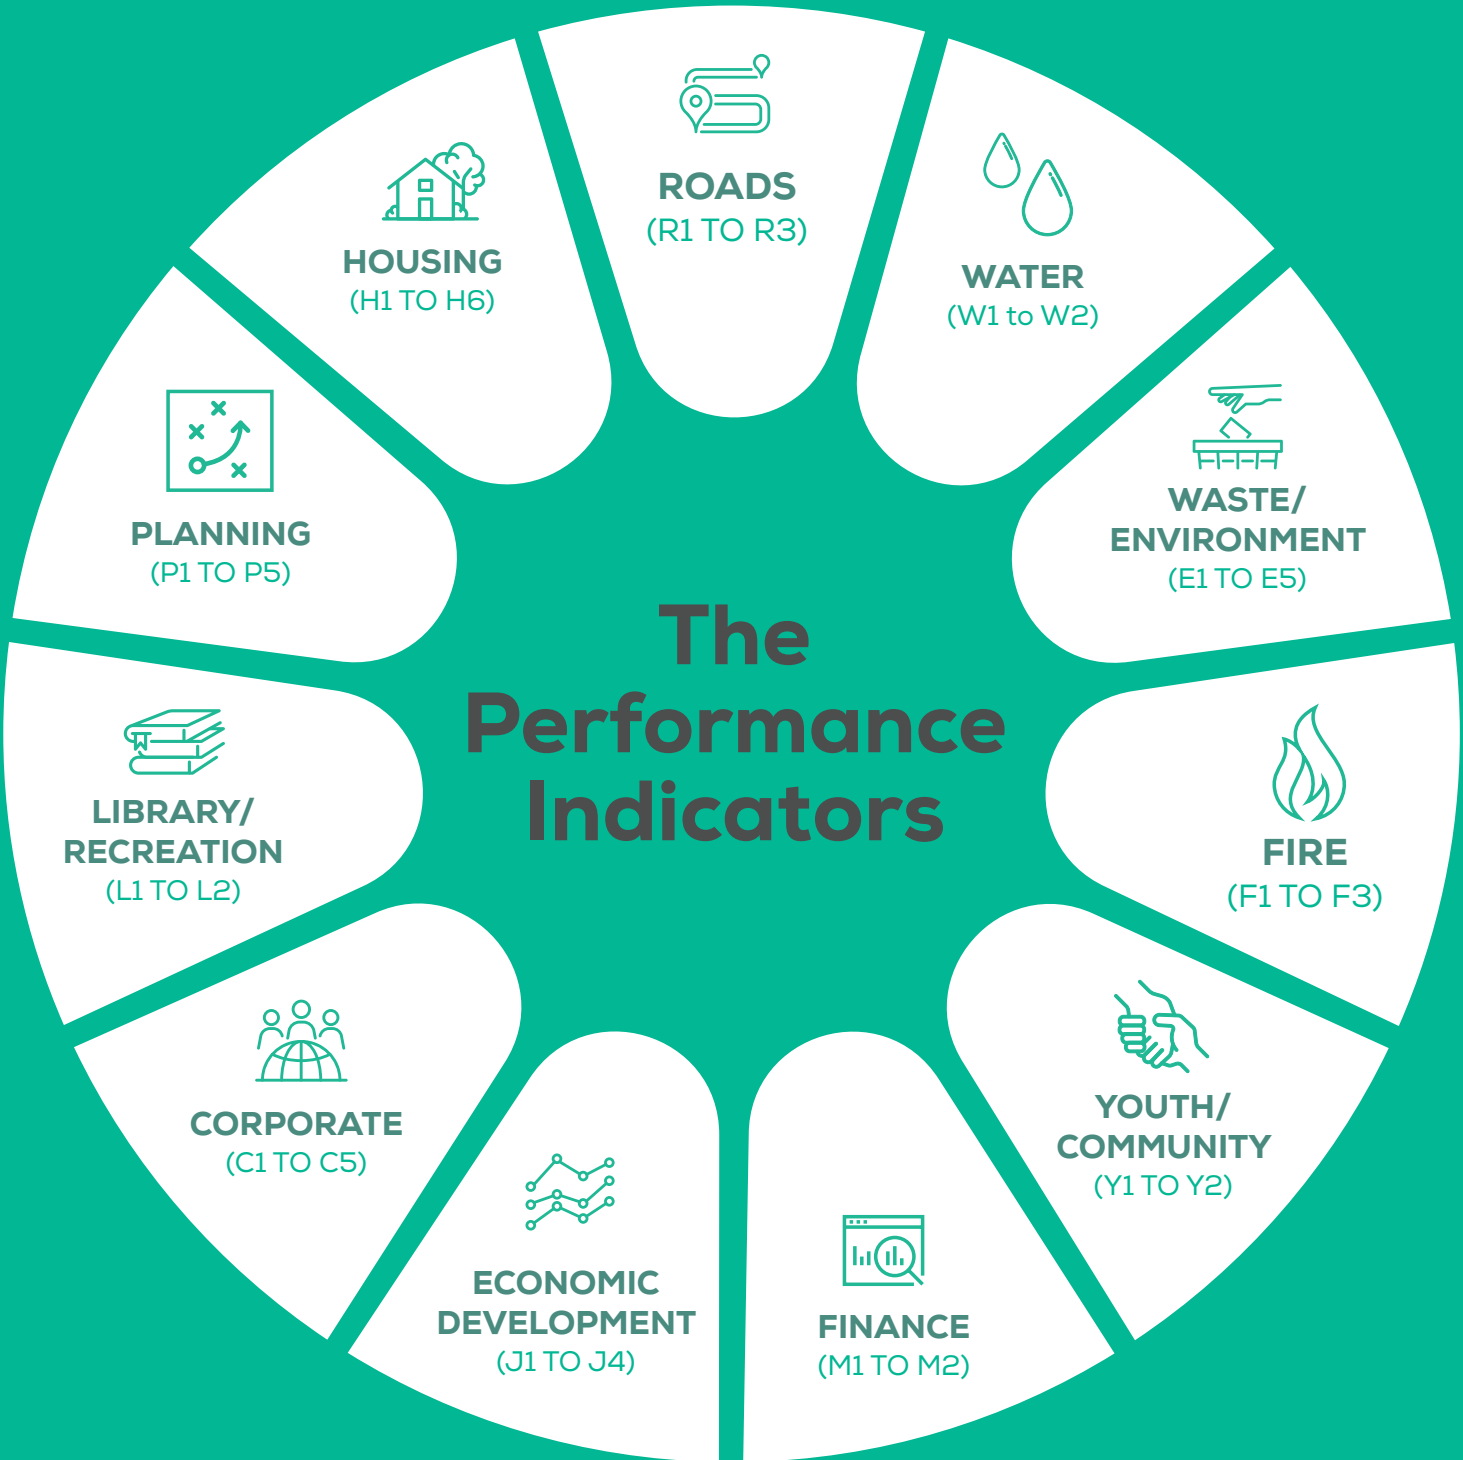 The
Performance
Indicators
ROADS
(R1 TO R3)
WATER
(W1 to W2)
WASTE/
ENVIRONMENT
(E1 TO E5)
FIRE
(F1 TO F3)
YOUTH/
COMMUNITY
(Y1 TO Y2)
FINANCE
(M1 TO M2)
ECONOMIC
DEVELOPMENT
(J1 TO J4)
CORPORATE
(C1 TO C5)
LIBRARY/
RECREATION
(L1 TO L2)
PLANNING
(P1 TO P5)
HOUSING
(H1 TO H6)